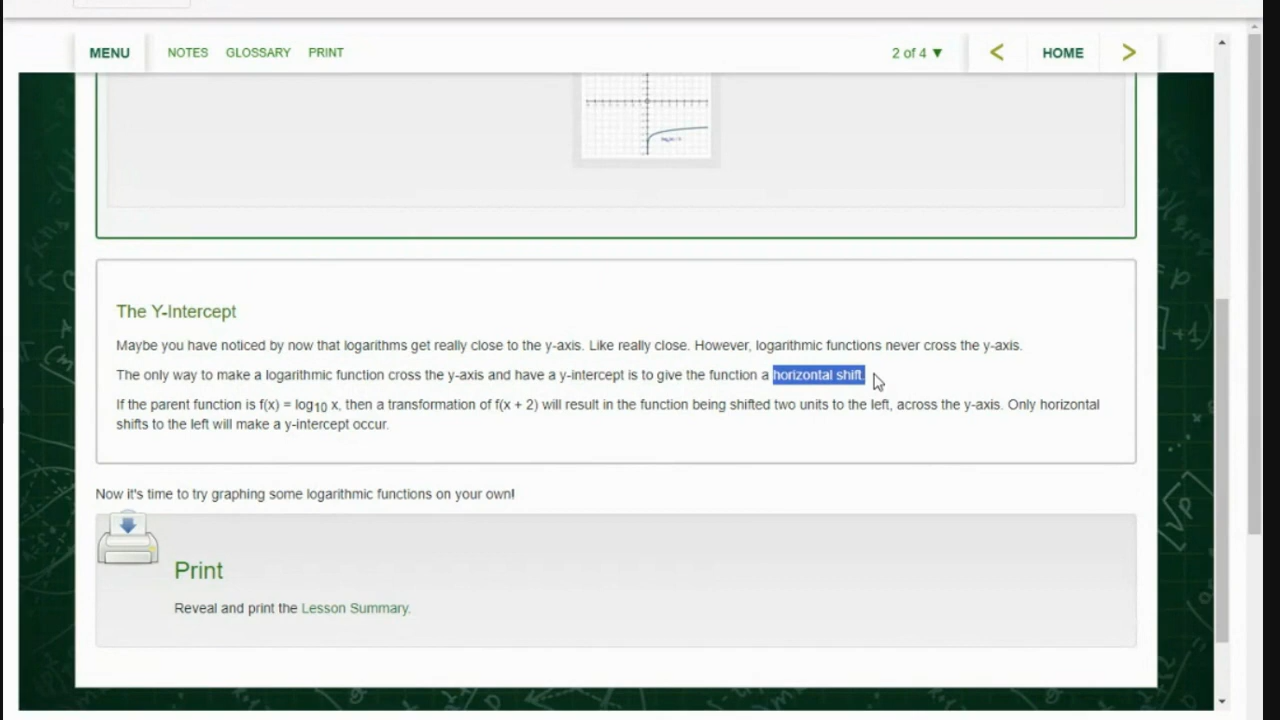 MENU NOTES GLOSSARY PRINT 2 of 4 ▼ < HOME >
The Y-Intercept
Maybe you have noticed by now that logarithms get really close to the y-axis. Like really close. However, logarithmic functions never cross the y-axis.
The only way to make a logarithmic function cross the y-axis and have a y-intercept is to give the function a horizontal shift.
If the parent function is f(x) = log10 x, then a transformation of f(x + 2) will result in the function being shifted two units to the left, across the y-axis. Only horizontal
shifts to the left will make a y-intercept occur.
Now it's time to try graphing some logarithmic functions on your own!
Print
Reveal and print the Lesson Summary.